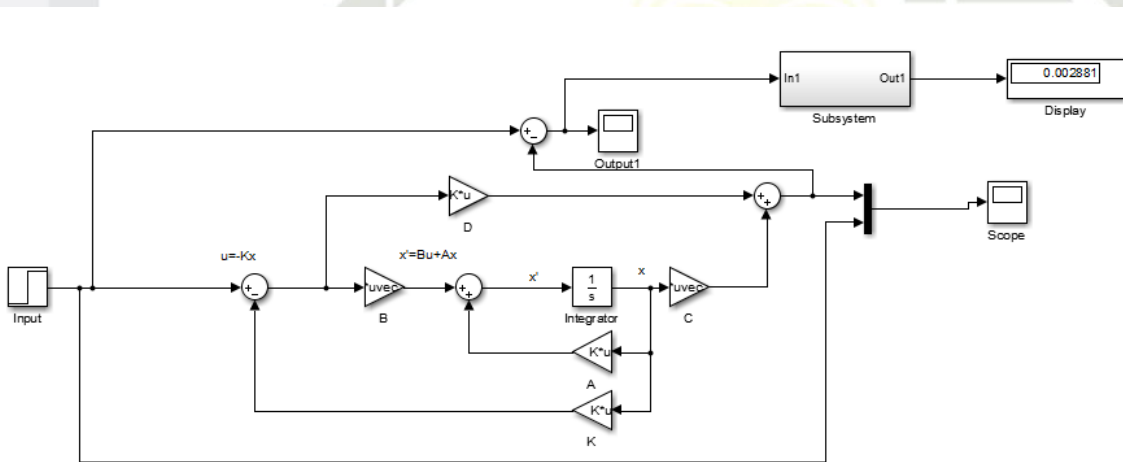 In1
Out1
Subsystem
0.002881
Display
+
−
Output1
K*u
D
+
+
Scope
u=-Kx
x'=Bu+Ax
Input
+
−
*uvec
B
+
+
x'
1
s
Integrator
x
*uvec
C
K*u
A
K*u
K